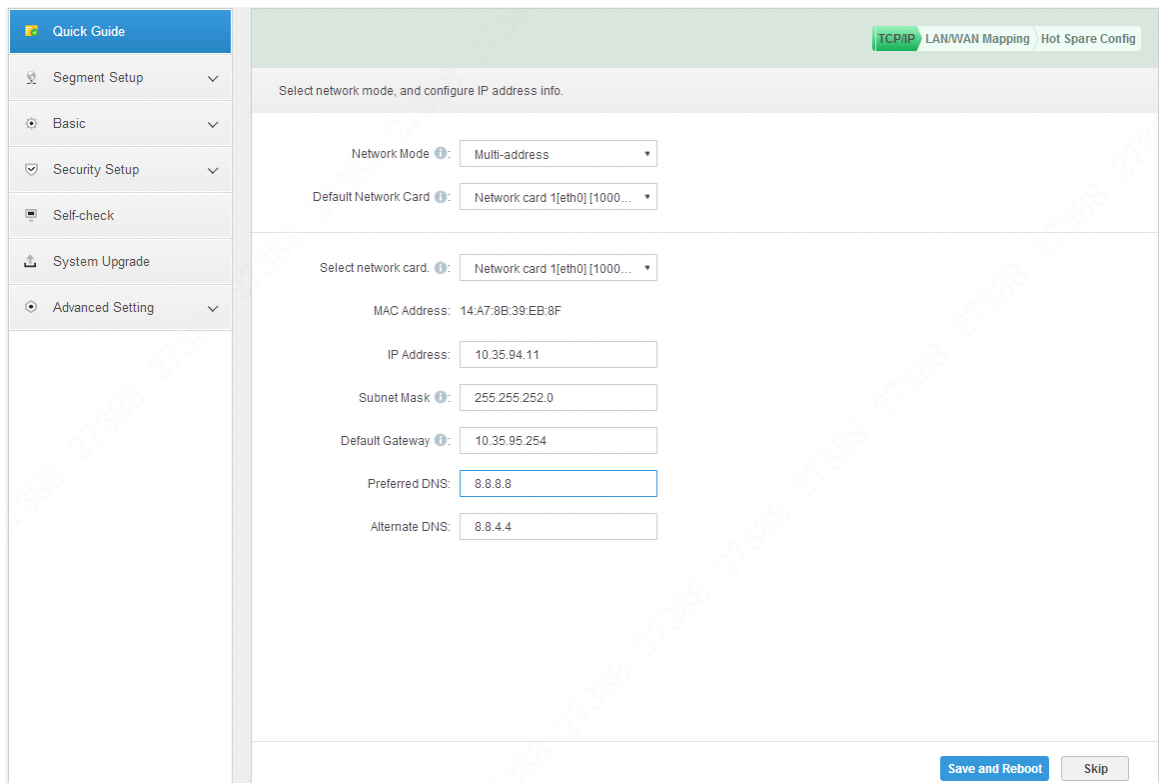 Quick Guide
Segment Setup
Basic
Security Setup
Self-check
System Upgrade
Advanced Setting
TCP/IP LAN/WAN Mapping Hot Spare Config
Select network mode, and configure IP address info.
Network Mode : Multi-address
Default Network Card : Network card 1[eth0] [1000...
Select network card. : Network card 1[eth0] [1000...
MAC Address: 14:A7:8B:39:EB:8F
IP Address: 10.35.94.11
Subnet Mask : 255.255.252.0
Default Gateway : 10.35.95.254
Preferred DNS: 8.8.8.8
Alternate DNS: 8.8.4.4
Save and Reboot Skip
27388 27388